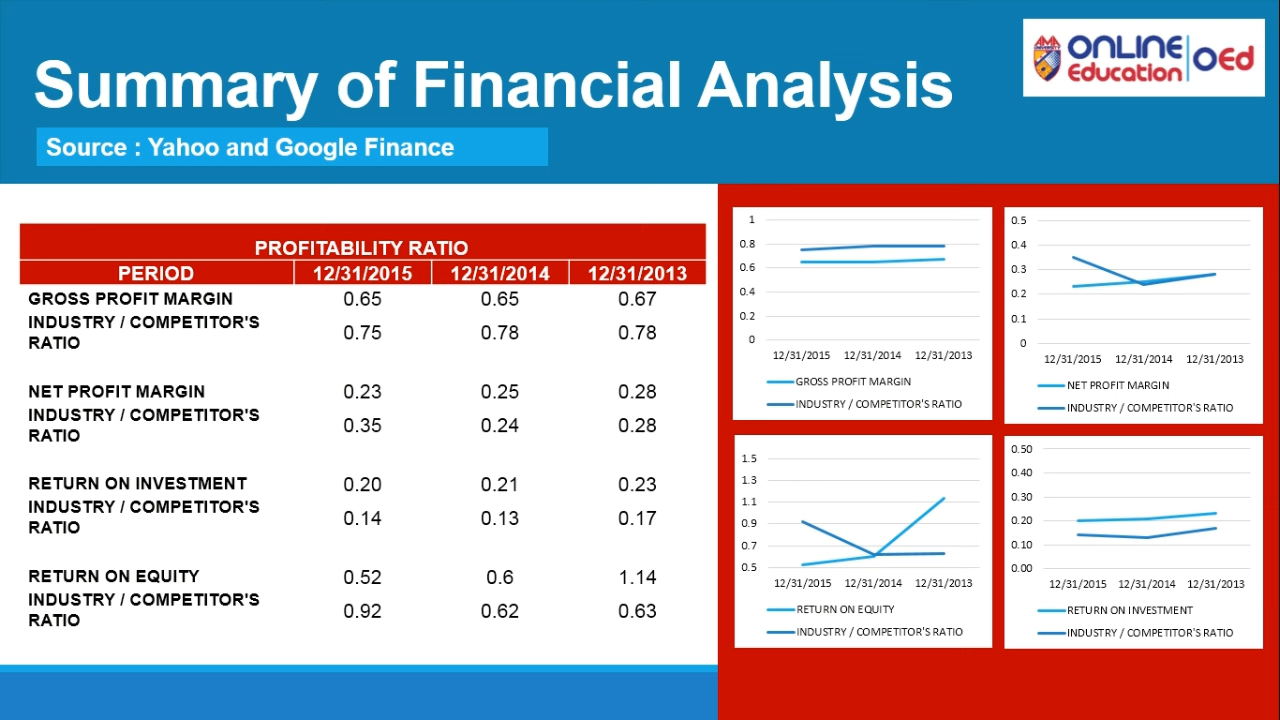 Summary of Financial Analysis
Source : Yahoo and Google Finance
ONLINE
Education
OEd
PROFITABILITY RATIO
PERIOD 12/31/2015 12/31/2014 12/31/2013
GROSS PROFIT MARGIN 0.65 0.65 0.67
INDUSTRY / COMPETITOR'S
RATIO 0.75 0.78 0.78
NET PROFIT MARGIN 0.23 0.25 0.28
INDUSTRY / COMPETITOR'S
RATIO 0.35 0.24 0.28
RETURN ON INVESTMENT 0.20 0.21 0.23
INDUSTRY / COMPETITOR'S
RATIO 0.14 0.13 0.17
RETURN ON EQUITY 0.52 0.6 1.14
INDUSTRY / COMPETITOR'S
RATIO 0.92 0.62 0.63
1
0.8
0.6
0.4
0.2
0
12/31/2015 12/31/2014 12/31/2013
GROSS PROFIT MARGIN
INDUSTRY / COMPETITOR'S RATIO
0.5
0.4
0.3
0.2
0.1
0
12/31/2015 12/31/2014 12/31/2013
NET PROFIT MARGIN
INDUSTRY / COMPETITOR'S RATIO
1.5
1.3
1.1
0.9
0.7
0.5
12/31/2015 12/31/2014 12/31/2013
RETURN ON EQUITY
INDUSTRY / COMPETITOR'S RATIO
0.50
0.40
0.30
0.20
0.10
0.00
12/31/2015 12/31/2014 12/31/2013
RETURN ON INVESTMENT
INDUSTRY / COMPETITOR'S RATIO